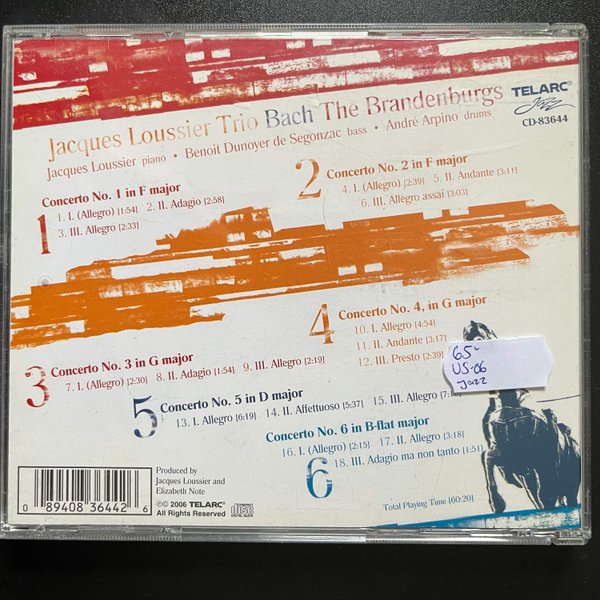 Jacques Loussier Trio Bach The Brandenburgs
TELARC®
Jazz
CD-83644
Jacques Loussier piano • Benoit Dunoyer de Segonzac bass • André Arpino drums
1
Concerto No. 1 in F major
1. I. (Allegro) [1:54] 2. II. Adagio [2:58]
3. III. Allegro [2:33]
2
Concerto No. 2 in F major
4. I. (Allegro) [2:39] 5. II. Andante [3:11]
6. III. Allegro assai [3:03]
3
Concerto No. 3 in G major
7. I. (Allegro) [2:30] 8. II. Adagio [1:54] 9. III. Allegro [2:19]
4
Concerto No. 4, in G major
10. I. Allegro [4:54]
11. II. Andante [3:17]
12. III. Presto [2:39]
65-
US-06
Jazz
5
Concerto No. 5 in D major
13. I. Allegro [6:19] 14. II. Affettuoso [5:37] 15. III. Allegro
6
Concerto No. 6 in B-flat major
16. I. (Allegro) [2:15] 17. II. Allegro [3:18]
18. III. Adagio ma non tanto [1:51]
Total Playing Time [60:20]
0 89408 36442 6
Produced by
Jacques Loussier and
Elizabeth Note
℗© 2006 TELARC®
All Rights Reserved
COMPACT
disc
DIGITAL AUDIO